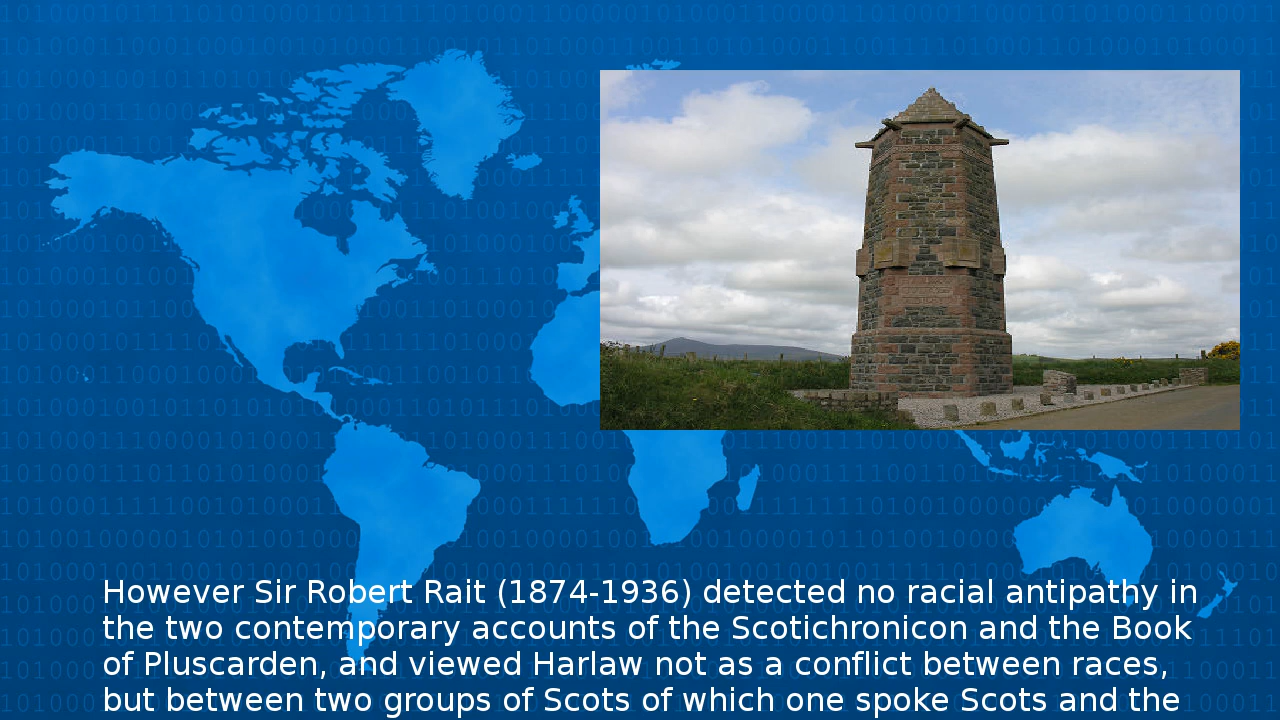 However Sir Robert Rait (1874-1936) detected no racial antipathy in
the two contemporary accounts of the Scotichronicon and the Book
of Pluscarden, and viewed Harlaw not as a conflict between races,
but between two groups of Scots of which one spoke Scots and the